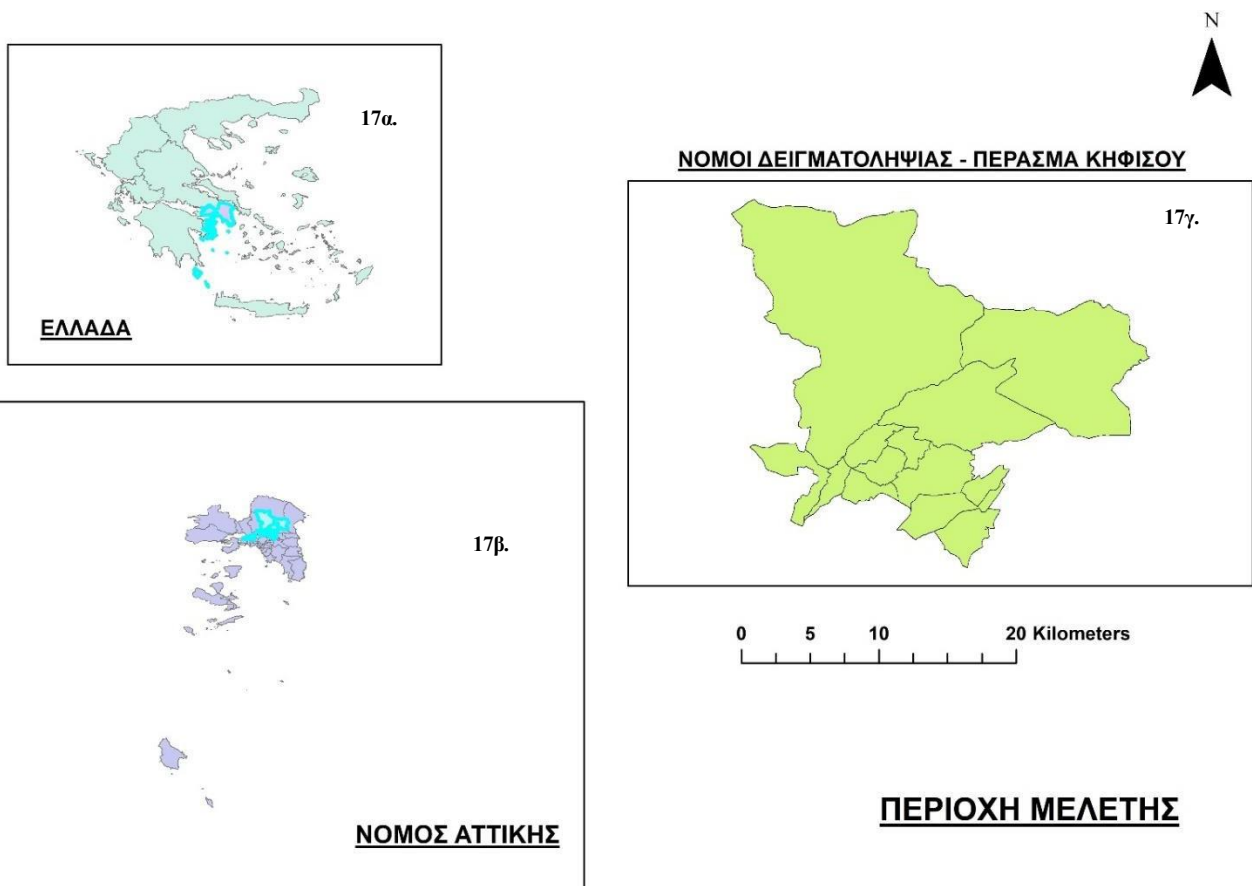 N
17α.
ΕΛΛΑΔΑ
ΝΟΜΟΙ ΔΕΙΓΜΑΤΟΛΗΨΙΑΣ - ΠΕΡΑΣΜΑ ΚΗΦΙΣΟΥ
17γ.
17β.
ΝΟΜΟΣ ΑΤΤΙΚΗΣ
0 5 10 20 Kilometers
ΠΕΡΙΟΧΗ ΜΕΛΕΤΗΣ